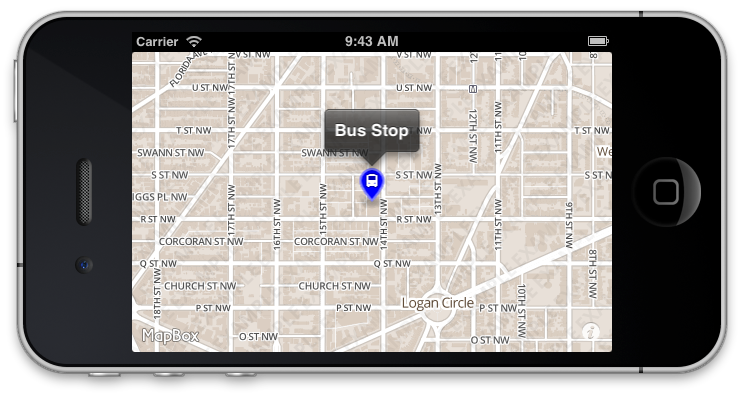 Carrier
9:43 AM
V ST NW
FLORIDA AVE
17TH ST NW
U ST NW
U ST NW
12TH ST NW
11TH ST NW
T ST NW
T ST NW
SWANN ST NW
SWANN ST NW
Bus Stop
S ST NW
S ST NW
S ST N
We
GGS PL NW
17TH ST NW
16TH ST NW
15TH ST NW
14TH ST NW
13TH ST NW
11TH ST NW
9TH ST NW
8TH ST NW
R ST NW
R ST NW
CORCORAN ST NW
CORCORAN ST NW
Q ST NW
Q ST NW
CHURCH ST NW
CHURCH ST NW
18TH ST NW
P ST NW
P ST NW
Logan Circle
P ST NW
10TH ST NW
MapBox
O ST NW
O ST NW
i